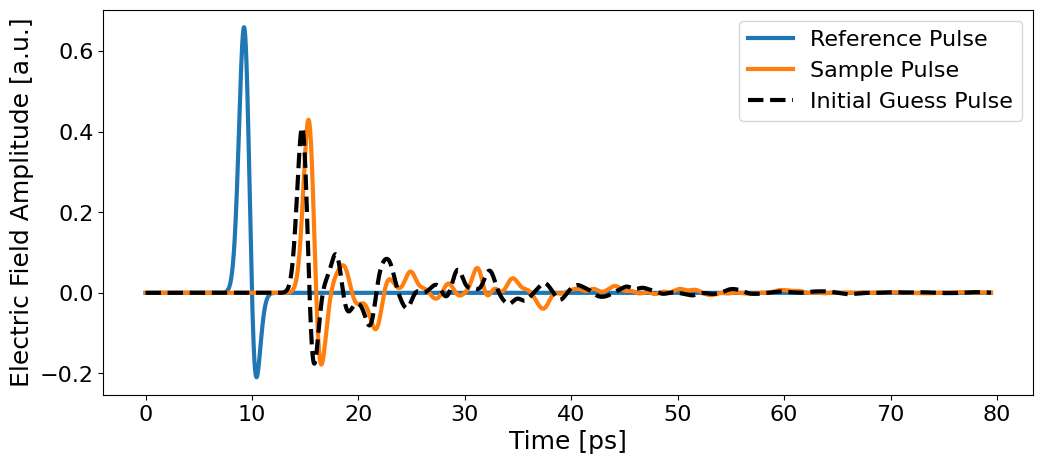 Electric Field Amplitude [a.u.]
0.6
0.4
0.2
0.0
−0.2
Reference Pulse
Sample Pulse
Initial Guess Pulse
0 10 20 30 40 50 60 70 80
Time [ps]